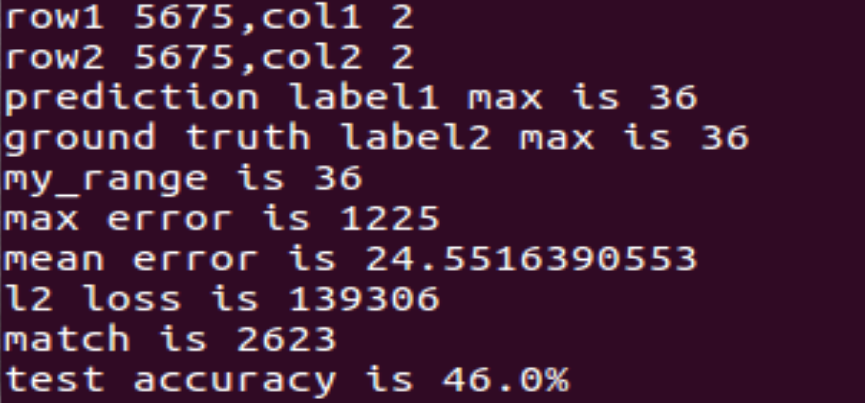 row1 5675,col1 2
row2 5675,col2 2
prediction label1 max is 36
ground truth label2 max is 36
my_range is 36
max error is 1225
mean error is 24.5516390553
l2 loss is 139306
match is 2623
test accuracy is 46.0%